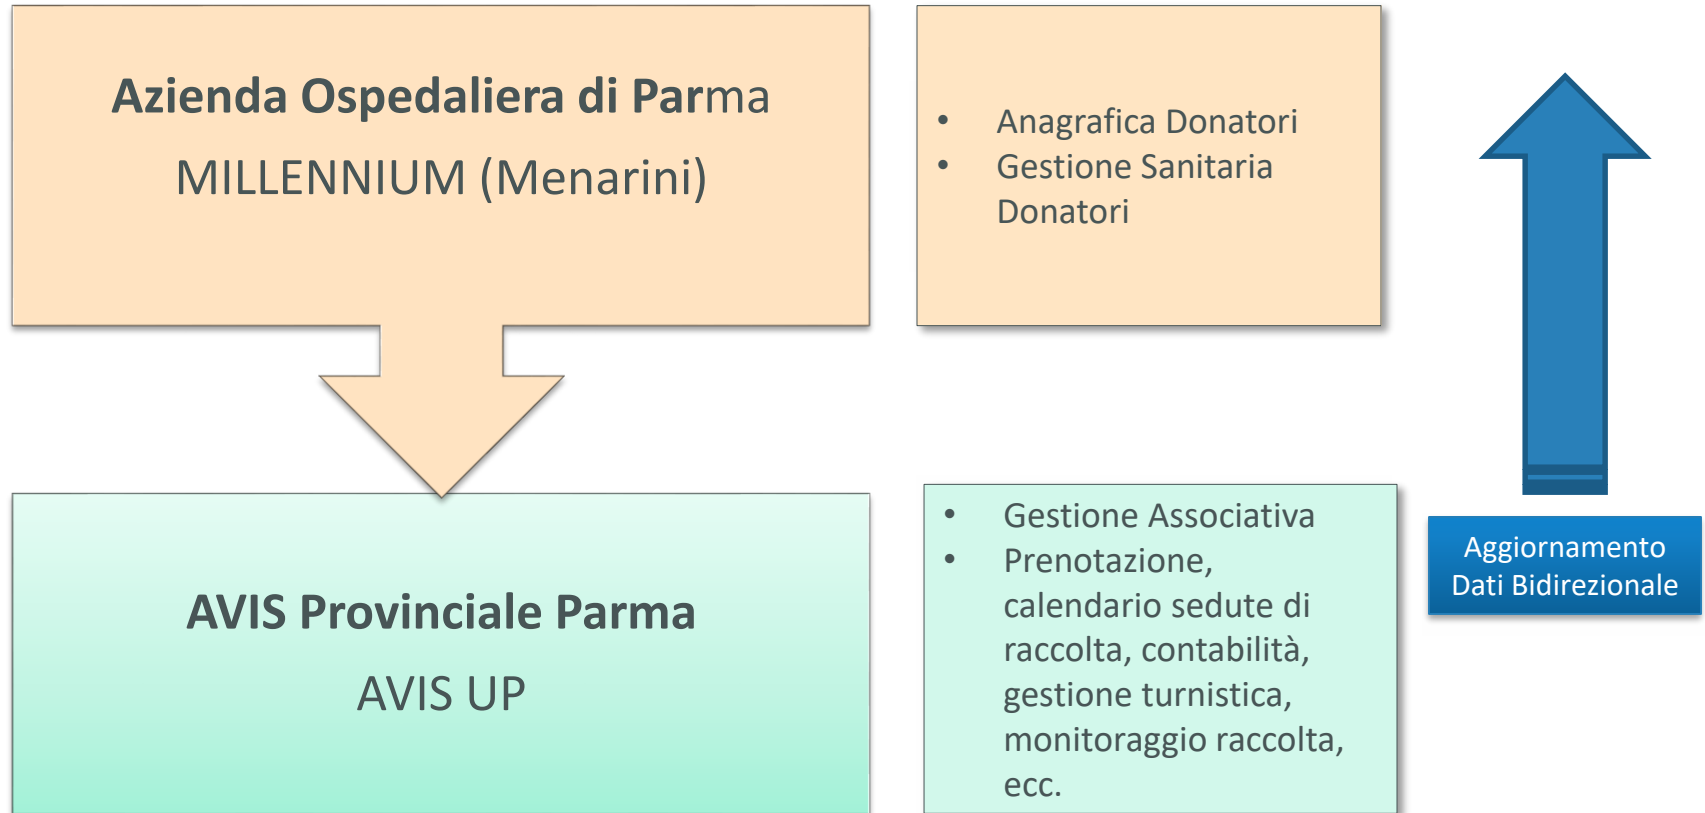 Azienda Ospedaliera di Parma
MILLENNIUM (Menarini)
• Anagrafica Donatori
• Gestione Sanitaria
Donatori
AVIS Provinciale Parma
AVIS UP
• Gestione Associativa
• Prenotazione,
calendario sedute di
raccolta, contabilità,
gestione turnistica,
monitoraggio raccolta,
ecc.
Aggiornamento
Dati Bidirezionale